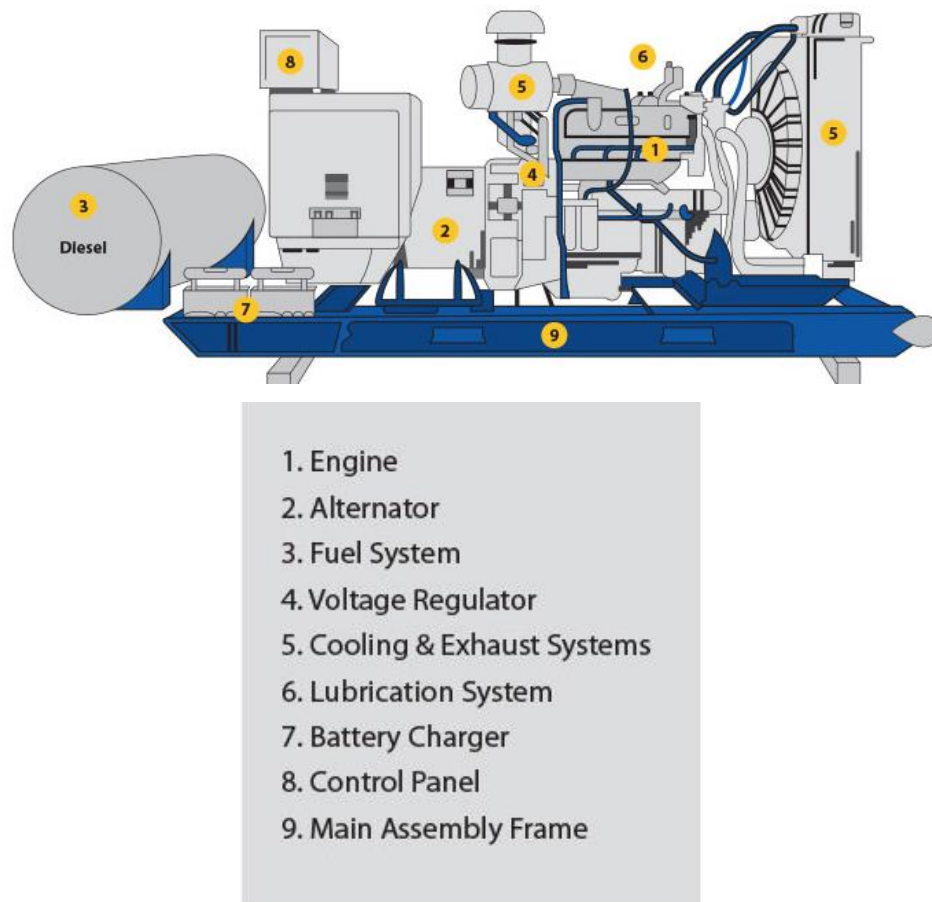 8
6
5
5
1
4
3
Diesel
2
7
9
1. Engine
2. Alternator
3. Fuel System
4. Voltage Regulator
5. Cooling & Exhaust Systems
6. Lubrication System
7. Battery Charger
8. Control Panel
9. Main Assembly Frame